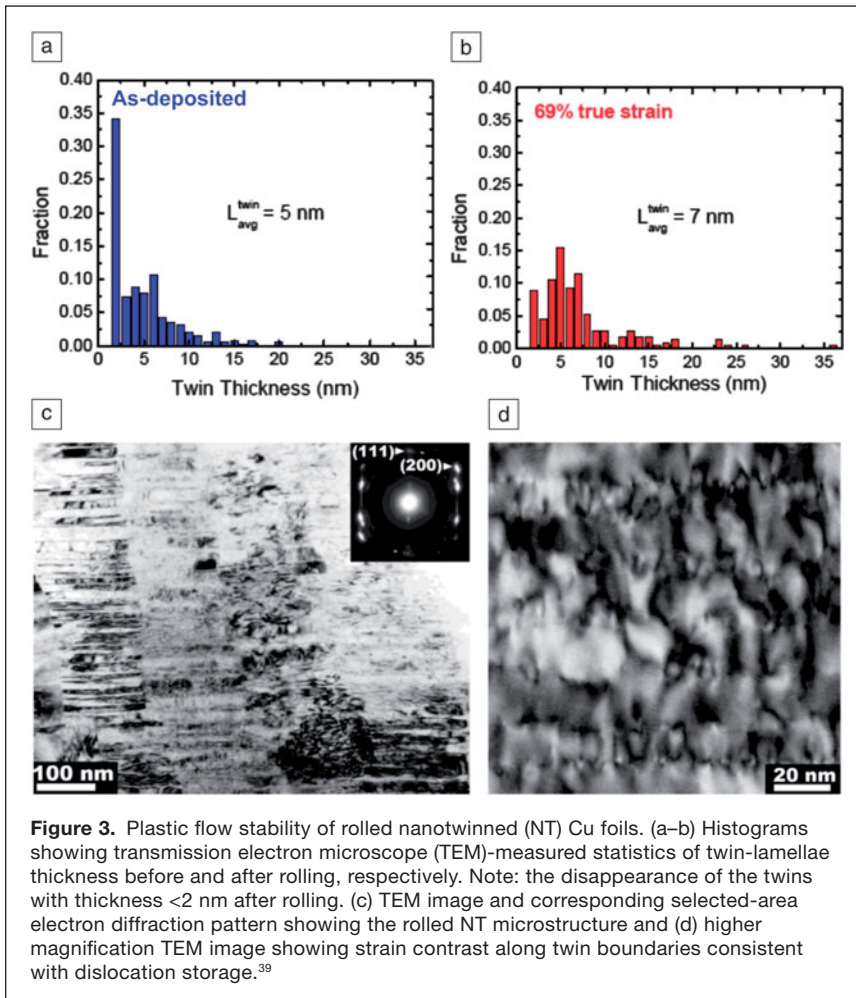 a
b
0.40
0.35
0.30
0.25
0.20
0.15
0.10
0.05
0.00
As-deposited
L twin avg = 5 nm
Fraction
0 5 10 15 20 25 30 35
Twin Thickness (nm)
0.40
0.35
0.30
0.25
0.20
0.15
0.10
0.05
0.00
69% true strain
L twin avg = 7 nm
Fraction
0 5 10 15 20 25 30 35
Twin Thickness (nm)
c
d
(111)
(200)
100 nm
20 nm
Figure 3. Plastic flow stability of rolled nanotwinned (NT) Cu foils. (a–b) Histograms
showing transmission electron microscope (TEM)-measured statistics of twin-lamellae
thickness before and after rolling, respectively. Note: the disappearance of the twins
with thickness <2 nm after rolling. (c) TEM image and corresponding selected-area
electron diffraction pattern showing the rolled NT microstructure and (d) higher
magnification TEM image showing strain contrast along twin boundaries consistent
with dislocation storage.³⁹